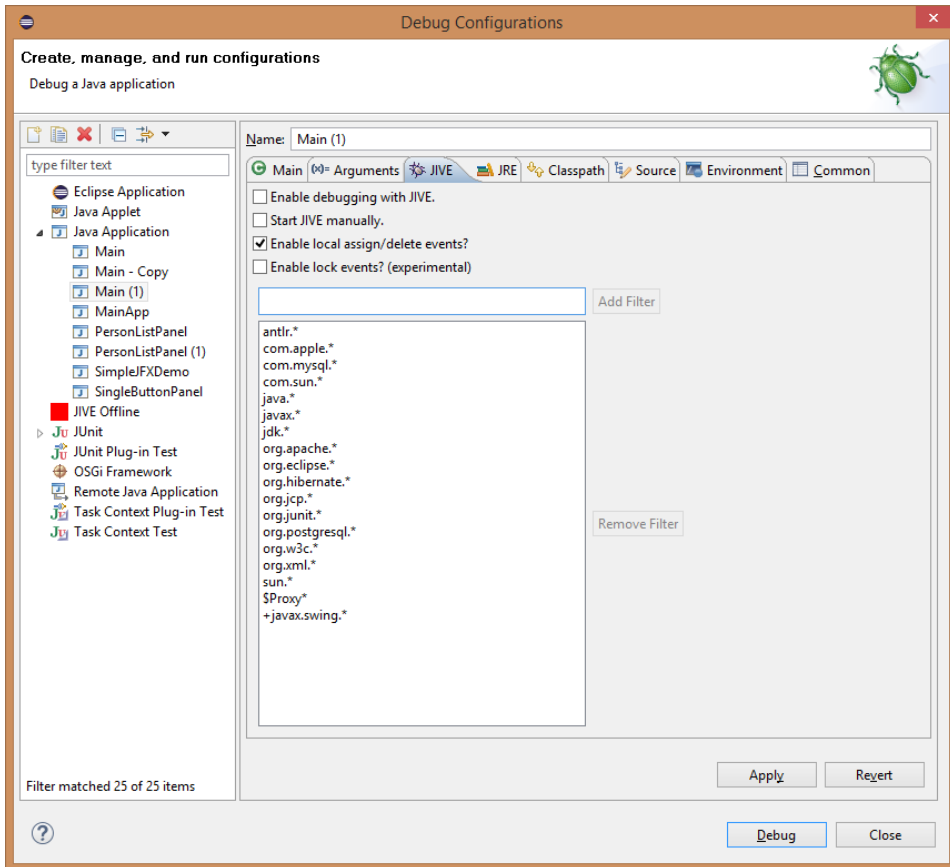 Debug Configurations
Create, manage, and run configurations
Debug a Java application
type filter text
Eclipse Application
Java Applet
Java Application
Main
Main - Copy
Main (1)
MainApp
PersonListPanel
PersonListPanel (1)
SimpleJFXDemo
SingleButtonPanel
JIVE Offline
JUnit
JUnit Plug-in Test
OSGi Framework
Remote Java Application
Task Context Plug-in Test
Task Context Test
Filter matched 25 of 25 items
Name: Main (1)
Main (x)= Arguments JIVE JRE Classpath Source Environment Common
Enable debugging with JIVE.
Start JIVE manually.
Enable local assign/delete events?
Enable lock events? (experimental)
Add Filter
antlr.*
com.apple.*
com.mysql.*
com.sun.*
java.*
javax.*
jdk.*
org.apache.*
org.eclipse.*
org.hibernate.*
org.jcp.*
org.junit.*
org.postgresql.*
org.w3c.*
org.xml.*
sun.*
$Proxy*
+javax.swing.*
Remove Filter
Apply Revert
Debug Close